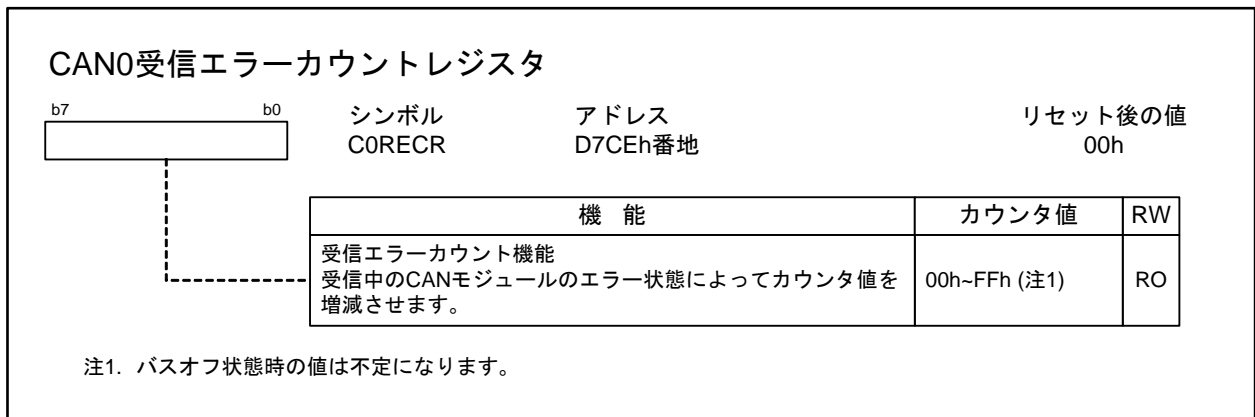 CAN0受信エラーカウントレジスタ
b7 b0 シンボル アドレス リセット後の値
C0RECR D7CEh番地 00h
機 能 カウンタ値 RW
受信エラーカウント機能
受信中のCANモジュールのエラー状態によってカウンタ値を 00h~FFh (注1) RO
増減させます。
注1. バスオフ状態時の値は不定になります。